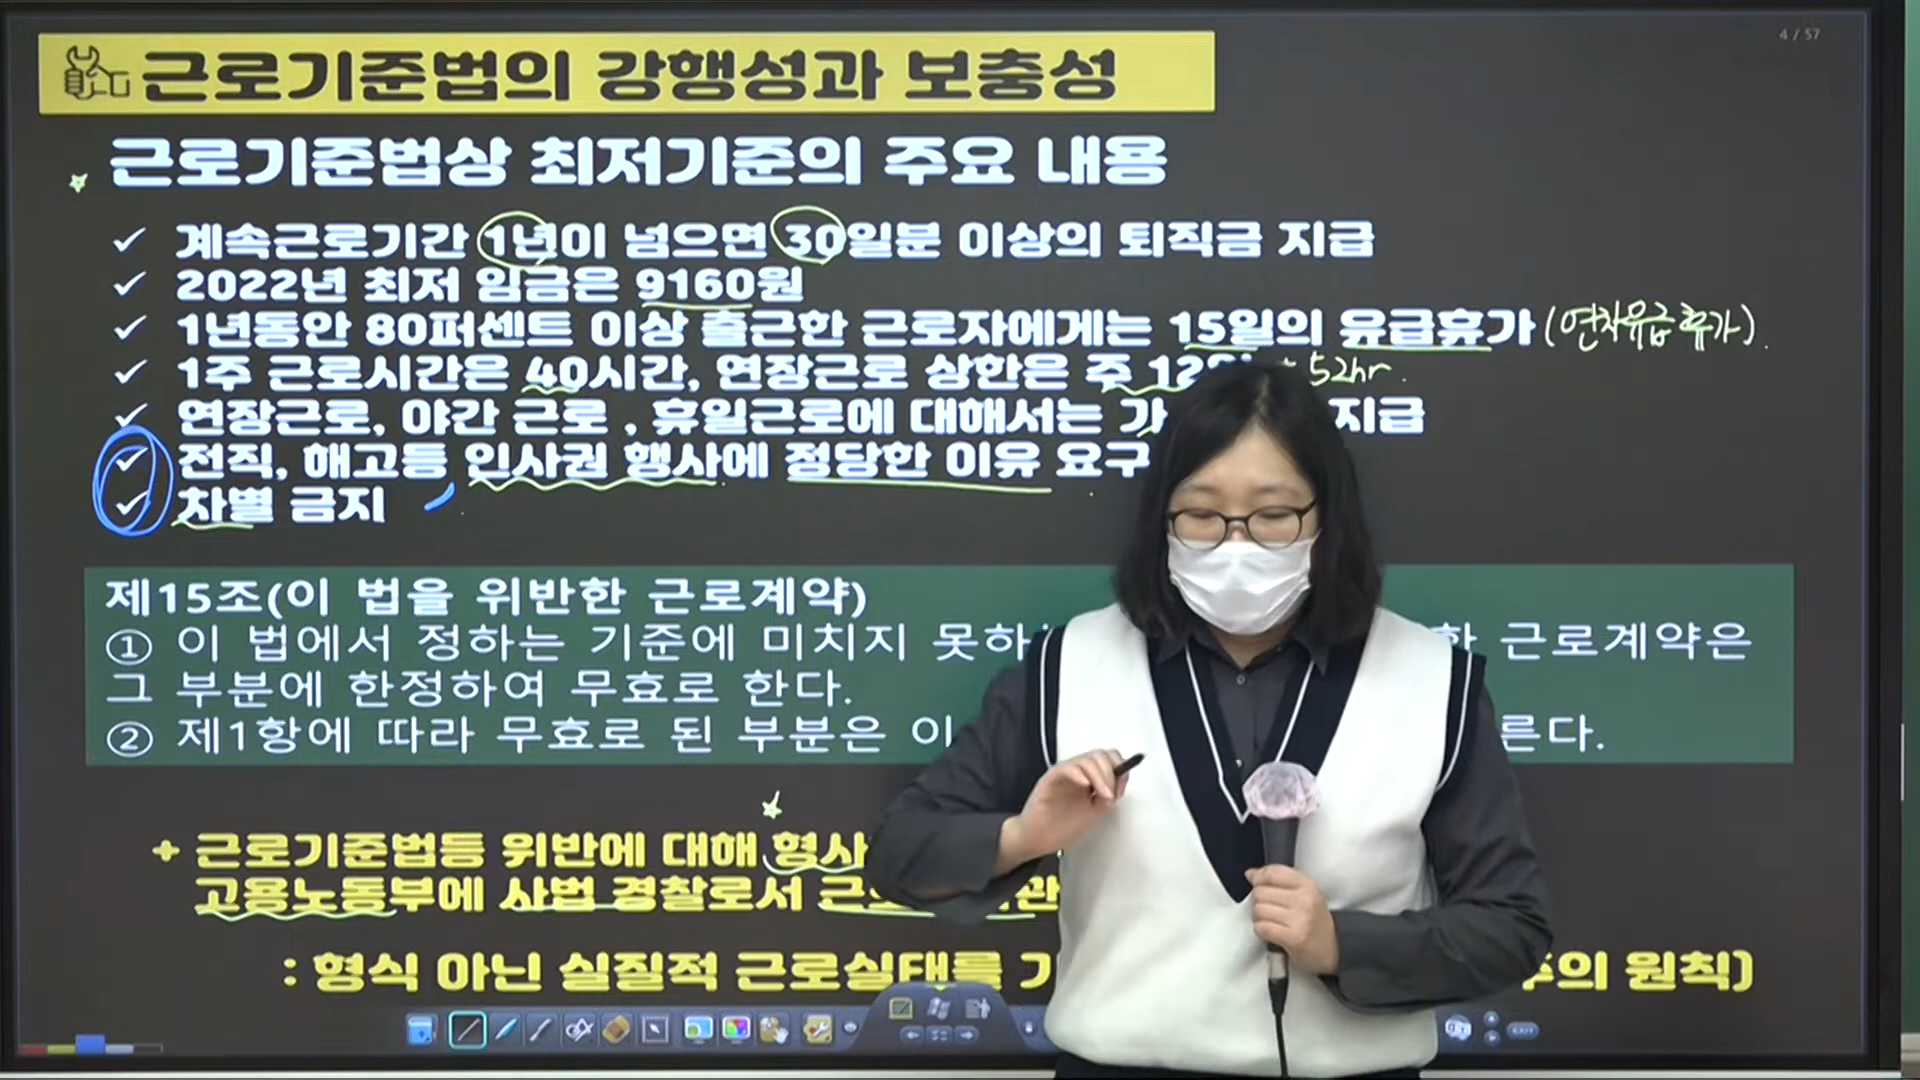 4 / 57
근로기준법의 강행성과 보충성
근로기준법상 최저기준의 주요 내용
✓ 계속근로기간 1년이 넘으면 30일분 이상의 퇴직금 지급
✓ 2022년 최저 임금은 9160원
✓ 1년동안 80퍼센트 이상 출근한 근로자에게는 15일의 유급휴가 (연차유급휴가)
✓ 1주 근로시간은 40시간, 연장근로 상한은 주 12 52hr.
✓ 연장근로, 야간 근로 , 휴일근로에 대해서는 가 지급
✓ 전직, 해고등 인사권 행사에 정당한 이유 요구
✓ 차별 금지
제15조(이 법을 위반한 근로계약)
① 이 법에서 정하는 기준에 미치지 못하 근로계약은
그 부분에 한정하여 무효로 한다.
② 제1항에 따라 무효로 된 부분은 이 른다.
+ 근로기준법등 위반에 대해 형사
고용노동부에 사법 경찰로서 근
: 형식 아닌 실질적 근로실태를 기 주의 원칙)